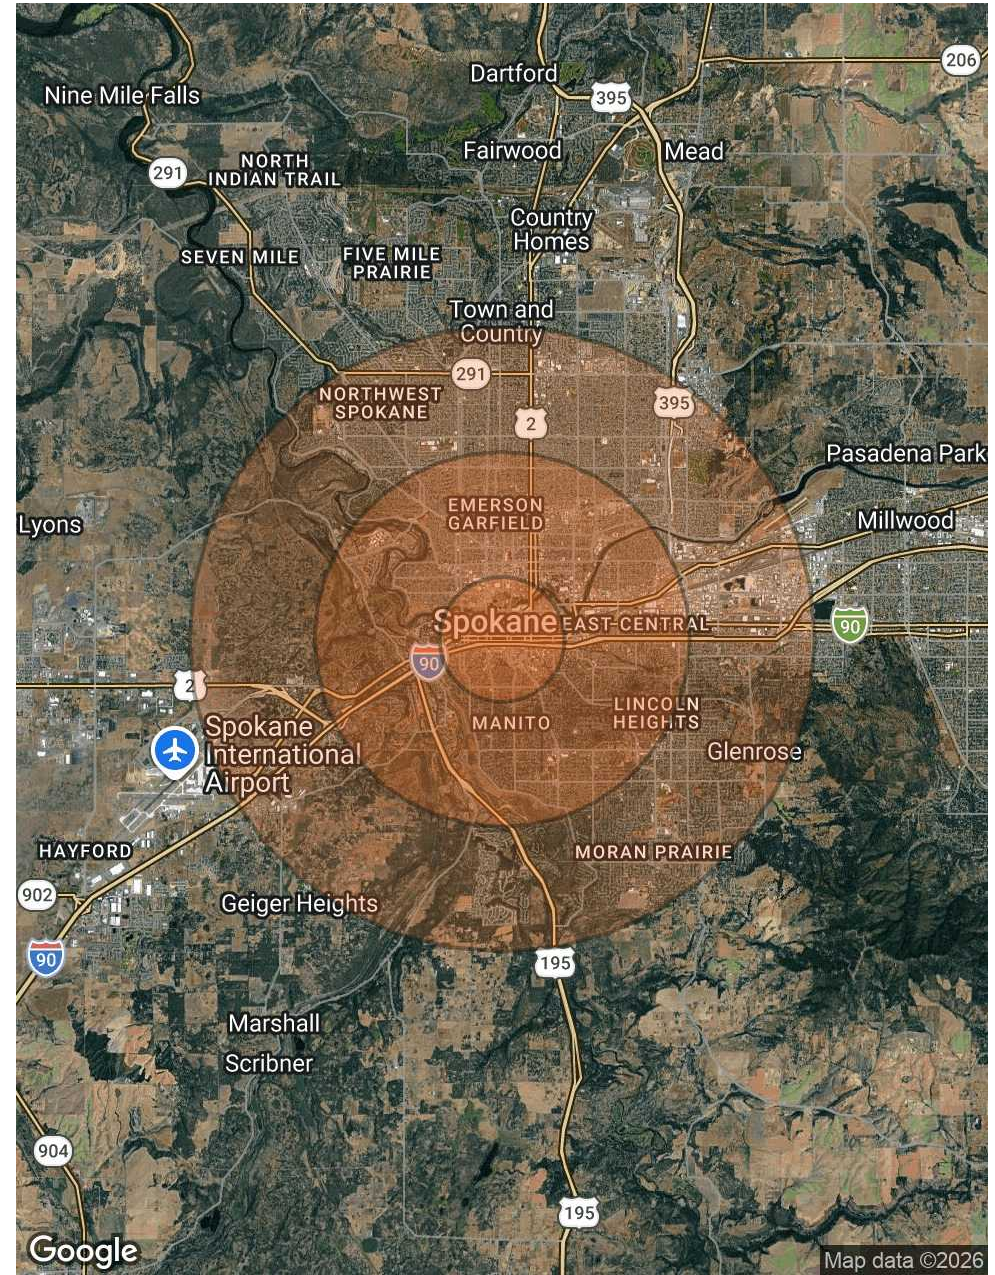 206
Dartford
395
Nine Mile Falls
Fairwood
Mead
291
NORTH
INDIAN TRAIL
Country
Homes
SEVEN MILE
FIVE MILE
PRAIRIE
Town and
Country
291
NORTHWEST
SPOKANE
395
2
Pasadena Park
EMERSON
GARFIELD
Lyons
Millwood
Spokane
EAST CENTRAL
90
90
2
LINCOLN
HEIGHTS
MANITO
Spokane
International
Airport
Glenrose
HAYFORD
MORAN PRAIRIE
902
Geiger Heights
90
195
Marshall
Scribner
904
195
Google
Map data ©2026